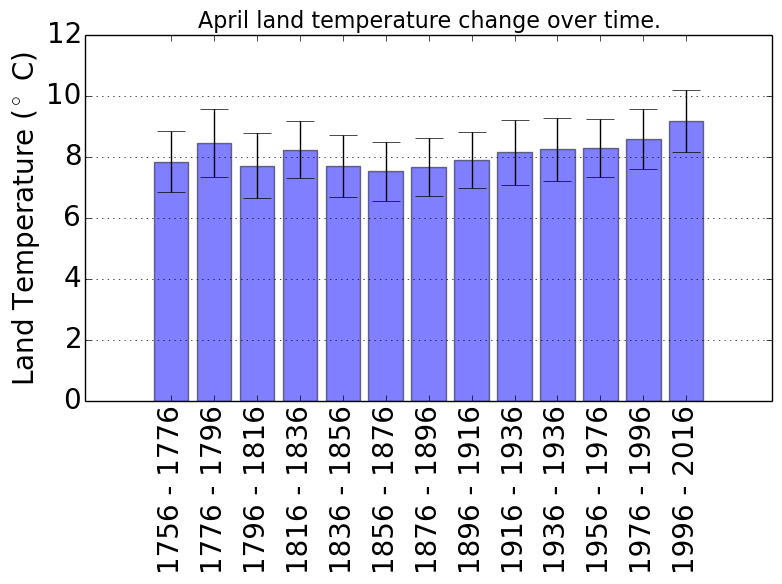 April land temperature change over time.
Land Temperature (° C)
12
10
8
6
4
2
0
1756 - 1776
1776 - 1796
1796 - 1816
1816 - 1836
1836 - 1856
1856 - 1876
1876 - 1896
1896 - 1916
1916 - 1936
1936 - 1936
1956 - 1976
1976 - 1996
1996 - 2016